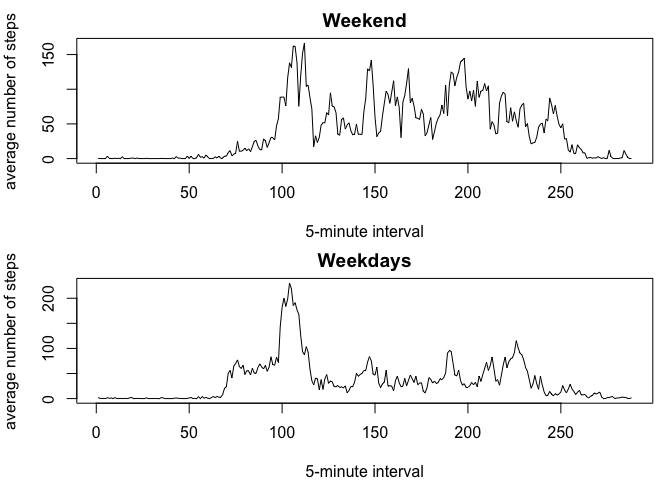 Weekend
average number of steps
150
50
0
0 50 100 150 200 250
5-minute interval
Weekdays
average number of steps
200
100
0
0 50 100 150 200 250
5-minute interval